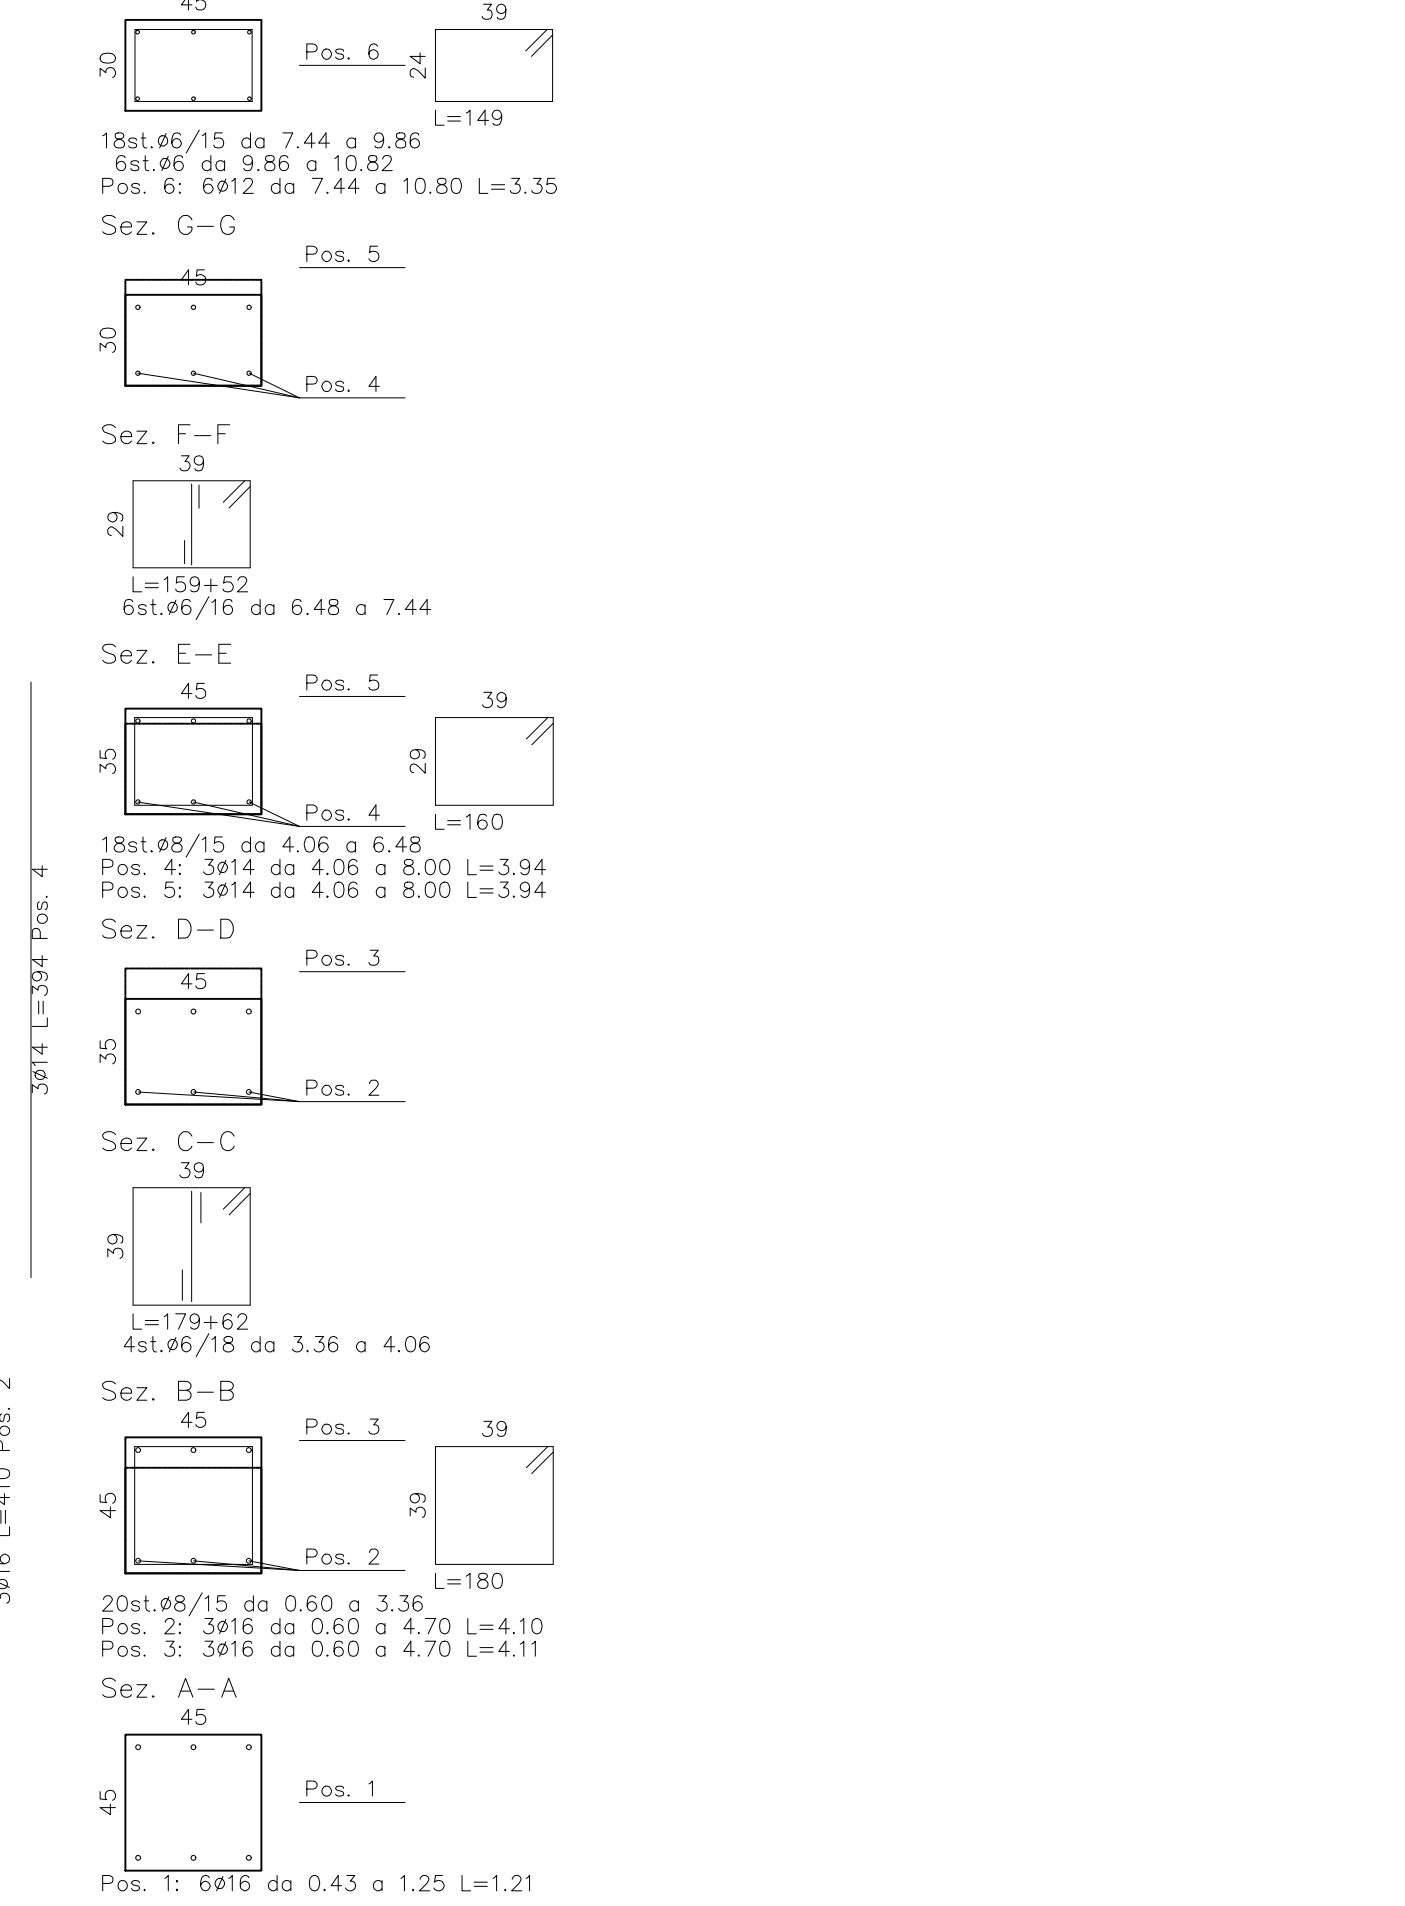 45
39
30
Pos. 6
24
L=149
18st.ø6/15 da 7.44 a 9.86
6st.ø6 da 9.86 a 10.82
Pos. 6: 6ø12 da 7.44 a 10.80 L=3.35
Sez. G-G
Pos. 5
45
30
Pos. 4
Sez. F-F
39
29
L=159+52
6st.ø6/16 da 6.48 a 7.44
Sez. E-E
Pos. 5
45
39
35
29
Pos. 4
L=160
18st.ø8/15 da 4.06 a 6.48
Pos. 4: 3ø14 da 4.06 a 8.00 L=3.94
Pos. 5: 3ø14 da 4.06 a 8.00 L=3.94
3ø14 L=394 Pos. 4
Sez. D-D
Pos. 3
45
35
Pos. 2
Sez. C-C
39
39
L=179+62
4st.ø6/18 da 3.36 a 4.06
3ø16 L=410 Pos. 2
Sez. B-B
45
Pos. 3
39
45
39
Pos. 2
L=180
20st.ø8/15 da 0.60 a 3.36
Pos. 2: 3ø16 da 0.60 a 4.70 L=4.10
Pos. 3: 3ø16 da 0.60 a 4.70 L=4.11
Sez. A-A
45
45
Pos. 1
Pos. 1: 6ø16 da 0.43 a 1.25 L=1.21